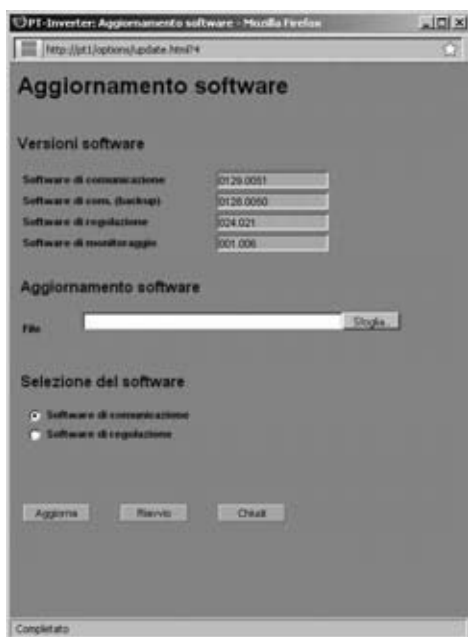 PT-Inverter: Aggiornamento software - Mozilla Firefox
http://pt1/options/update.html?4
Aggiornamento software
Versioni software
Software di comunicazione 0129.0051
Software di com. (backup) 0128.0050
Software di regolazione 024.021
Software di monitoraggio 001.006
Aggiornamento software
File Sfoglia...
Selezione del software
Software di comunicazione
Software di regolazione
Aggiorna Riavvio Chiudi
Completato